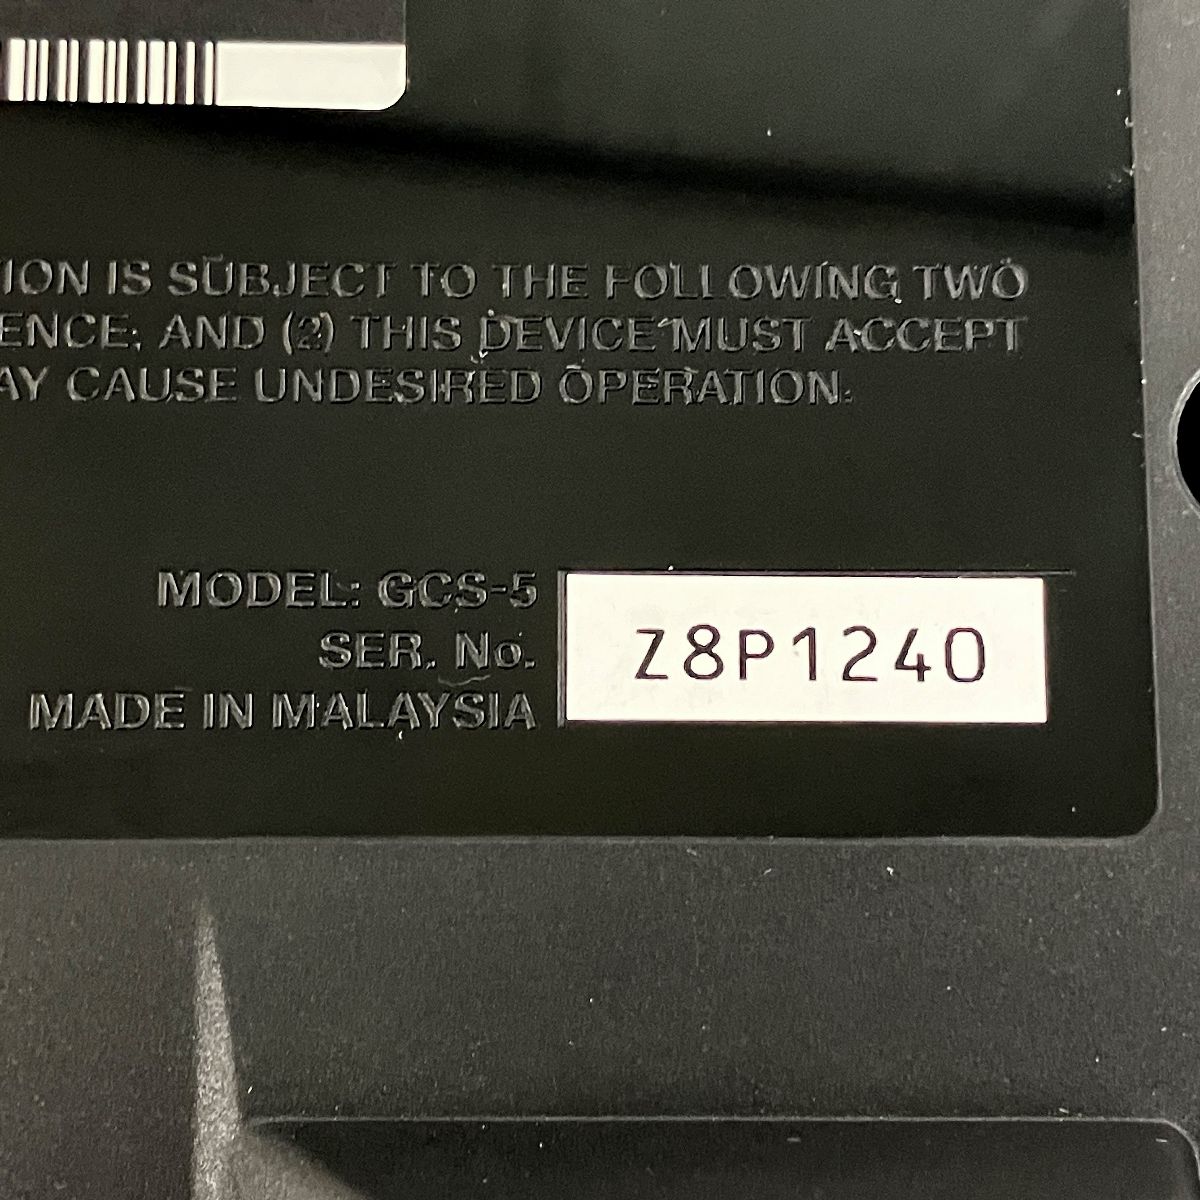 TION IS SUBJECT TO THE FOLLOWING TWO
ENCE; AND (2) THIS DEVICE MUST ACCEPT
AY CAUSE UNDESIRED OPERATION.
MODEL: GCS-5
SER. No. Z8P1240
MADE IN MALAYSIA